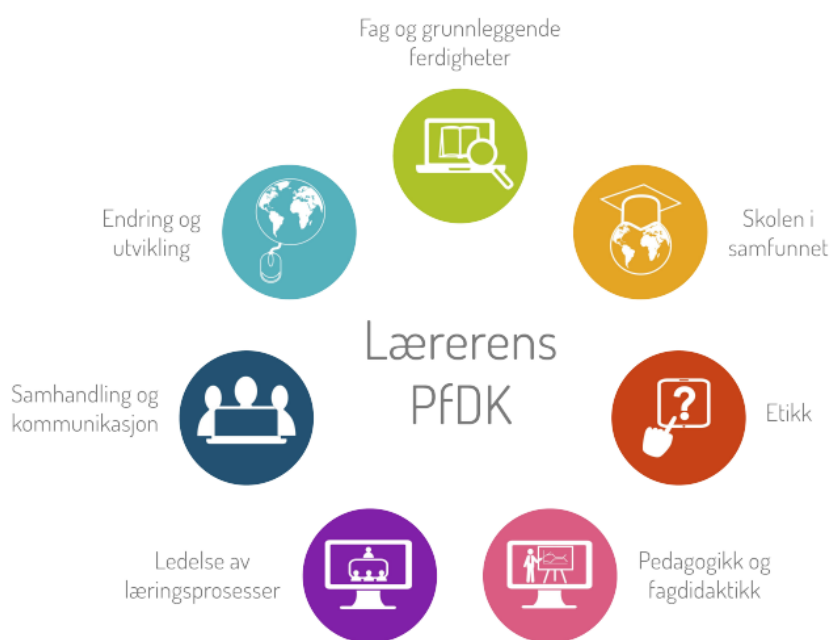 Fag og grunnleggende
ferdigheter
Skolen i
samfunnet
Etikk
Pedagogikk og
fagdidaktikk
Ledelse av
læringsprosesser
Samhandling og
kommunikasjon
Endring og
utvikling
Lærerens
PfDK
?